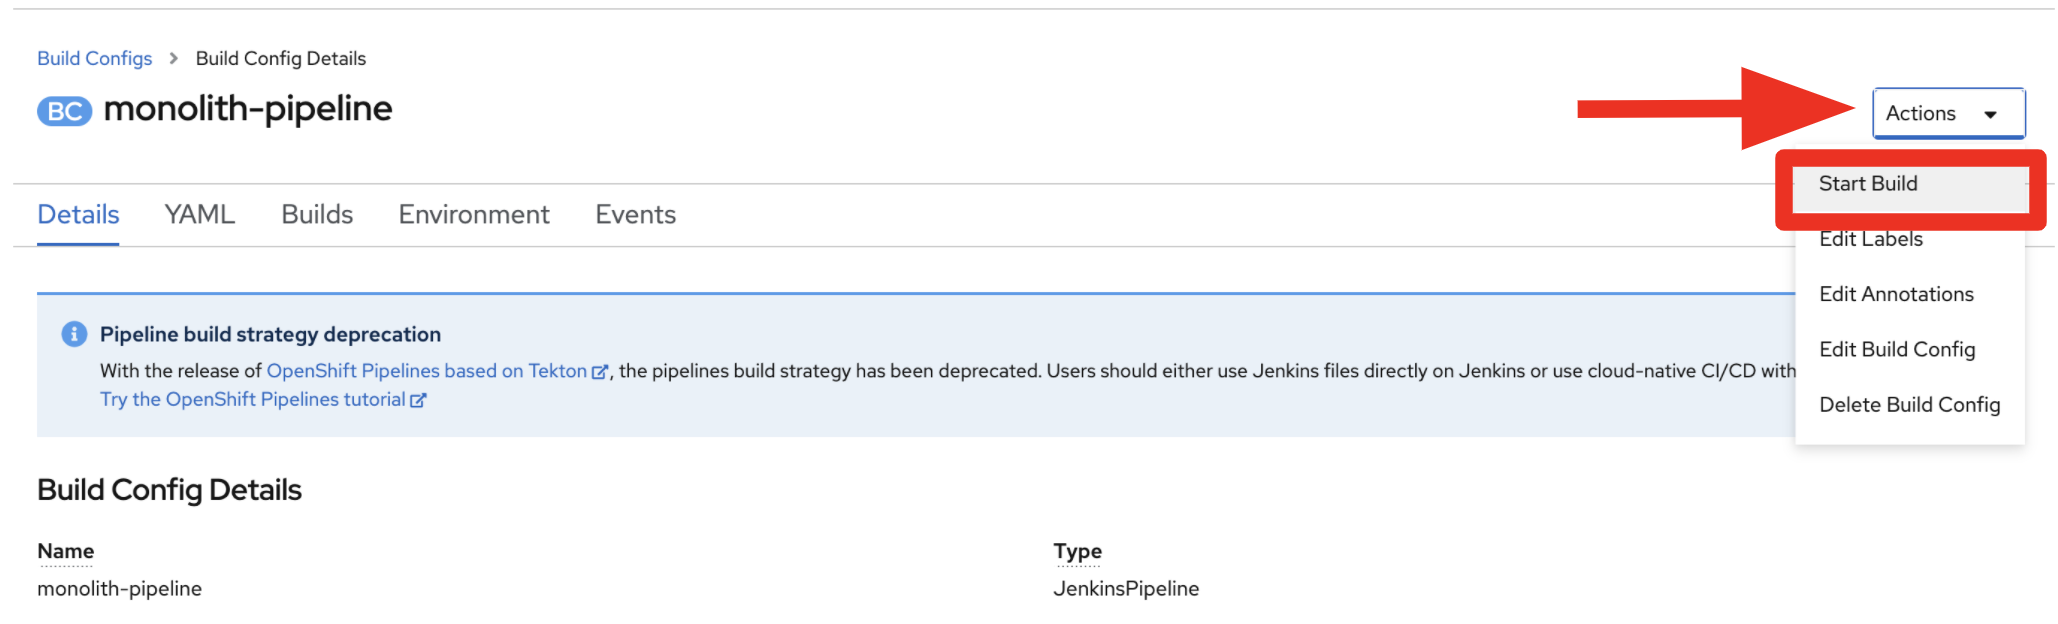 Build Configs > Build Config Details
BC monolith-pipeline
Actions
Start Build
Edit Labels
Edit Annotations
Edit Build Config
Delete Build Config
Details YAML Builds Environment Events
Pipeline build strategy deprecation
With the release of OpenShift Pipelines based on Tekton, the pipelines build strategy has been deprecated. Users should either use Jenkins files directly on Jenkins or use cloud-native CI/CD with
Try the OpenShift Pipelines tutorial
Build Config Details
Name
monolith-pipeline
Type
JenkinsPipeline